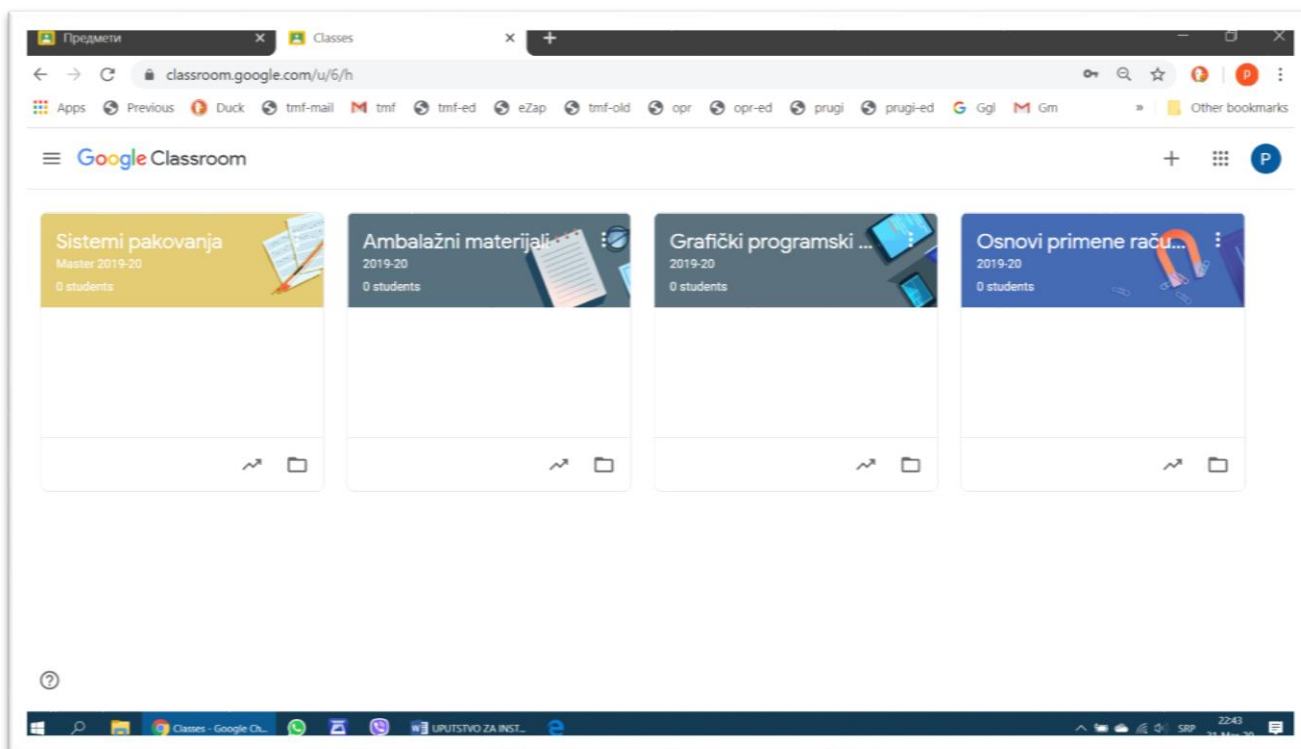 Предмети
Classes
classroom.google.com/u/6/h
Apps Previous Duck tmf-mail tmf tmf-ed eZap tmf-old opr opr-ed prugi prugi-ed Ggl Gm » Other bookmarks
Google Classroom
P
Sistemi pakovanja
Master 2019-20
0 students
Ambalažni materijali
2019-20
0 students
Grafički programski ...
2019-20
0 students
Osnovi primene raču...
2019-20
0 students
Classes - Google Ch...
UPUTSTVO ZA INST...
SRP
22:43